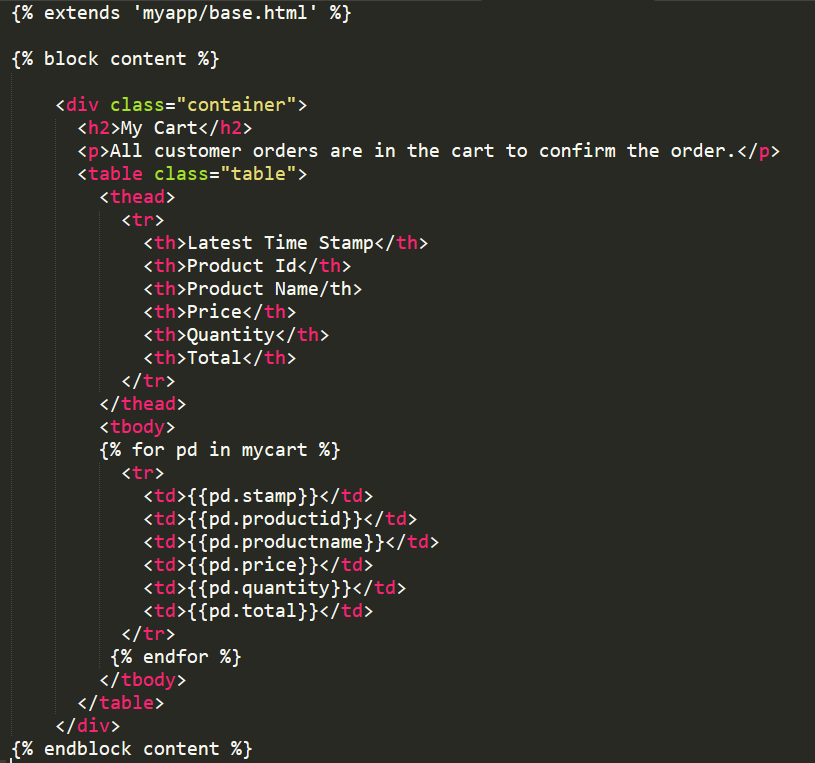 {% extends 'myapp/base.html' %}
{% block content %}
<div class="container">
<h2>My Cart</h2>
<p>All customer orders are in the cart to confirm the order.</p>
<table class="table">
<thead>
<tr>
<th>Latest Time Stamp</th>
<th>Product Id</th>
<th>Product Name/th>
<th>Price</th>
<th>Quantity</th>
<th>Total</th>
</tr>
</thead>
<tbody>
{% for pd in mycart %}
<tr>
<td>{{pd.stamp}}</td>
<td>{{pd.productid}}</td>
<td>{{pd.productname}}</td>
<td>{{pd.price}}</td>
<td>{{pd.quantity}}</td>
<td>{{pd.total}}</td>
</tr>
{% endfor %}
</tbody>
</table>
</div>
{% endblock content %}